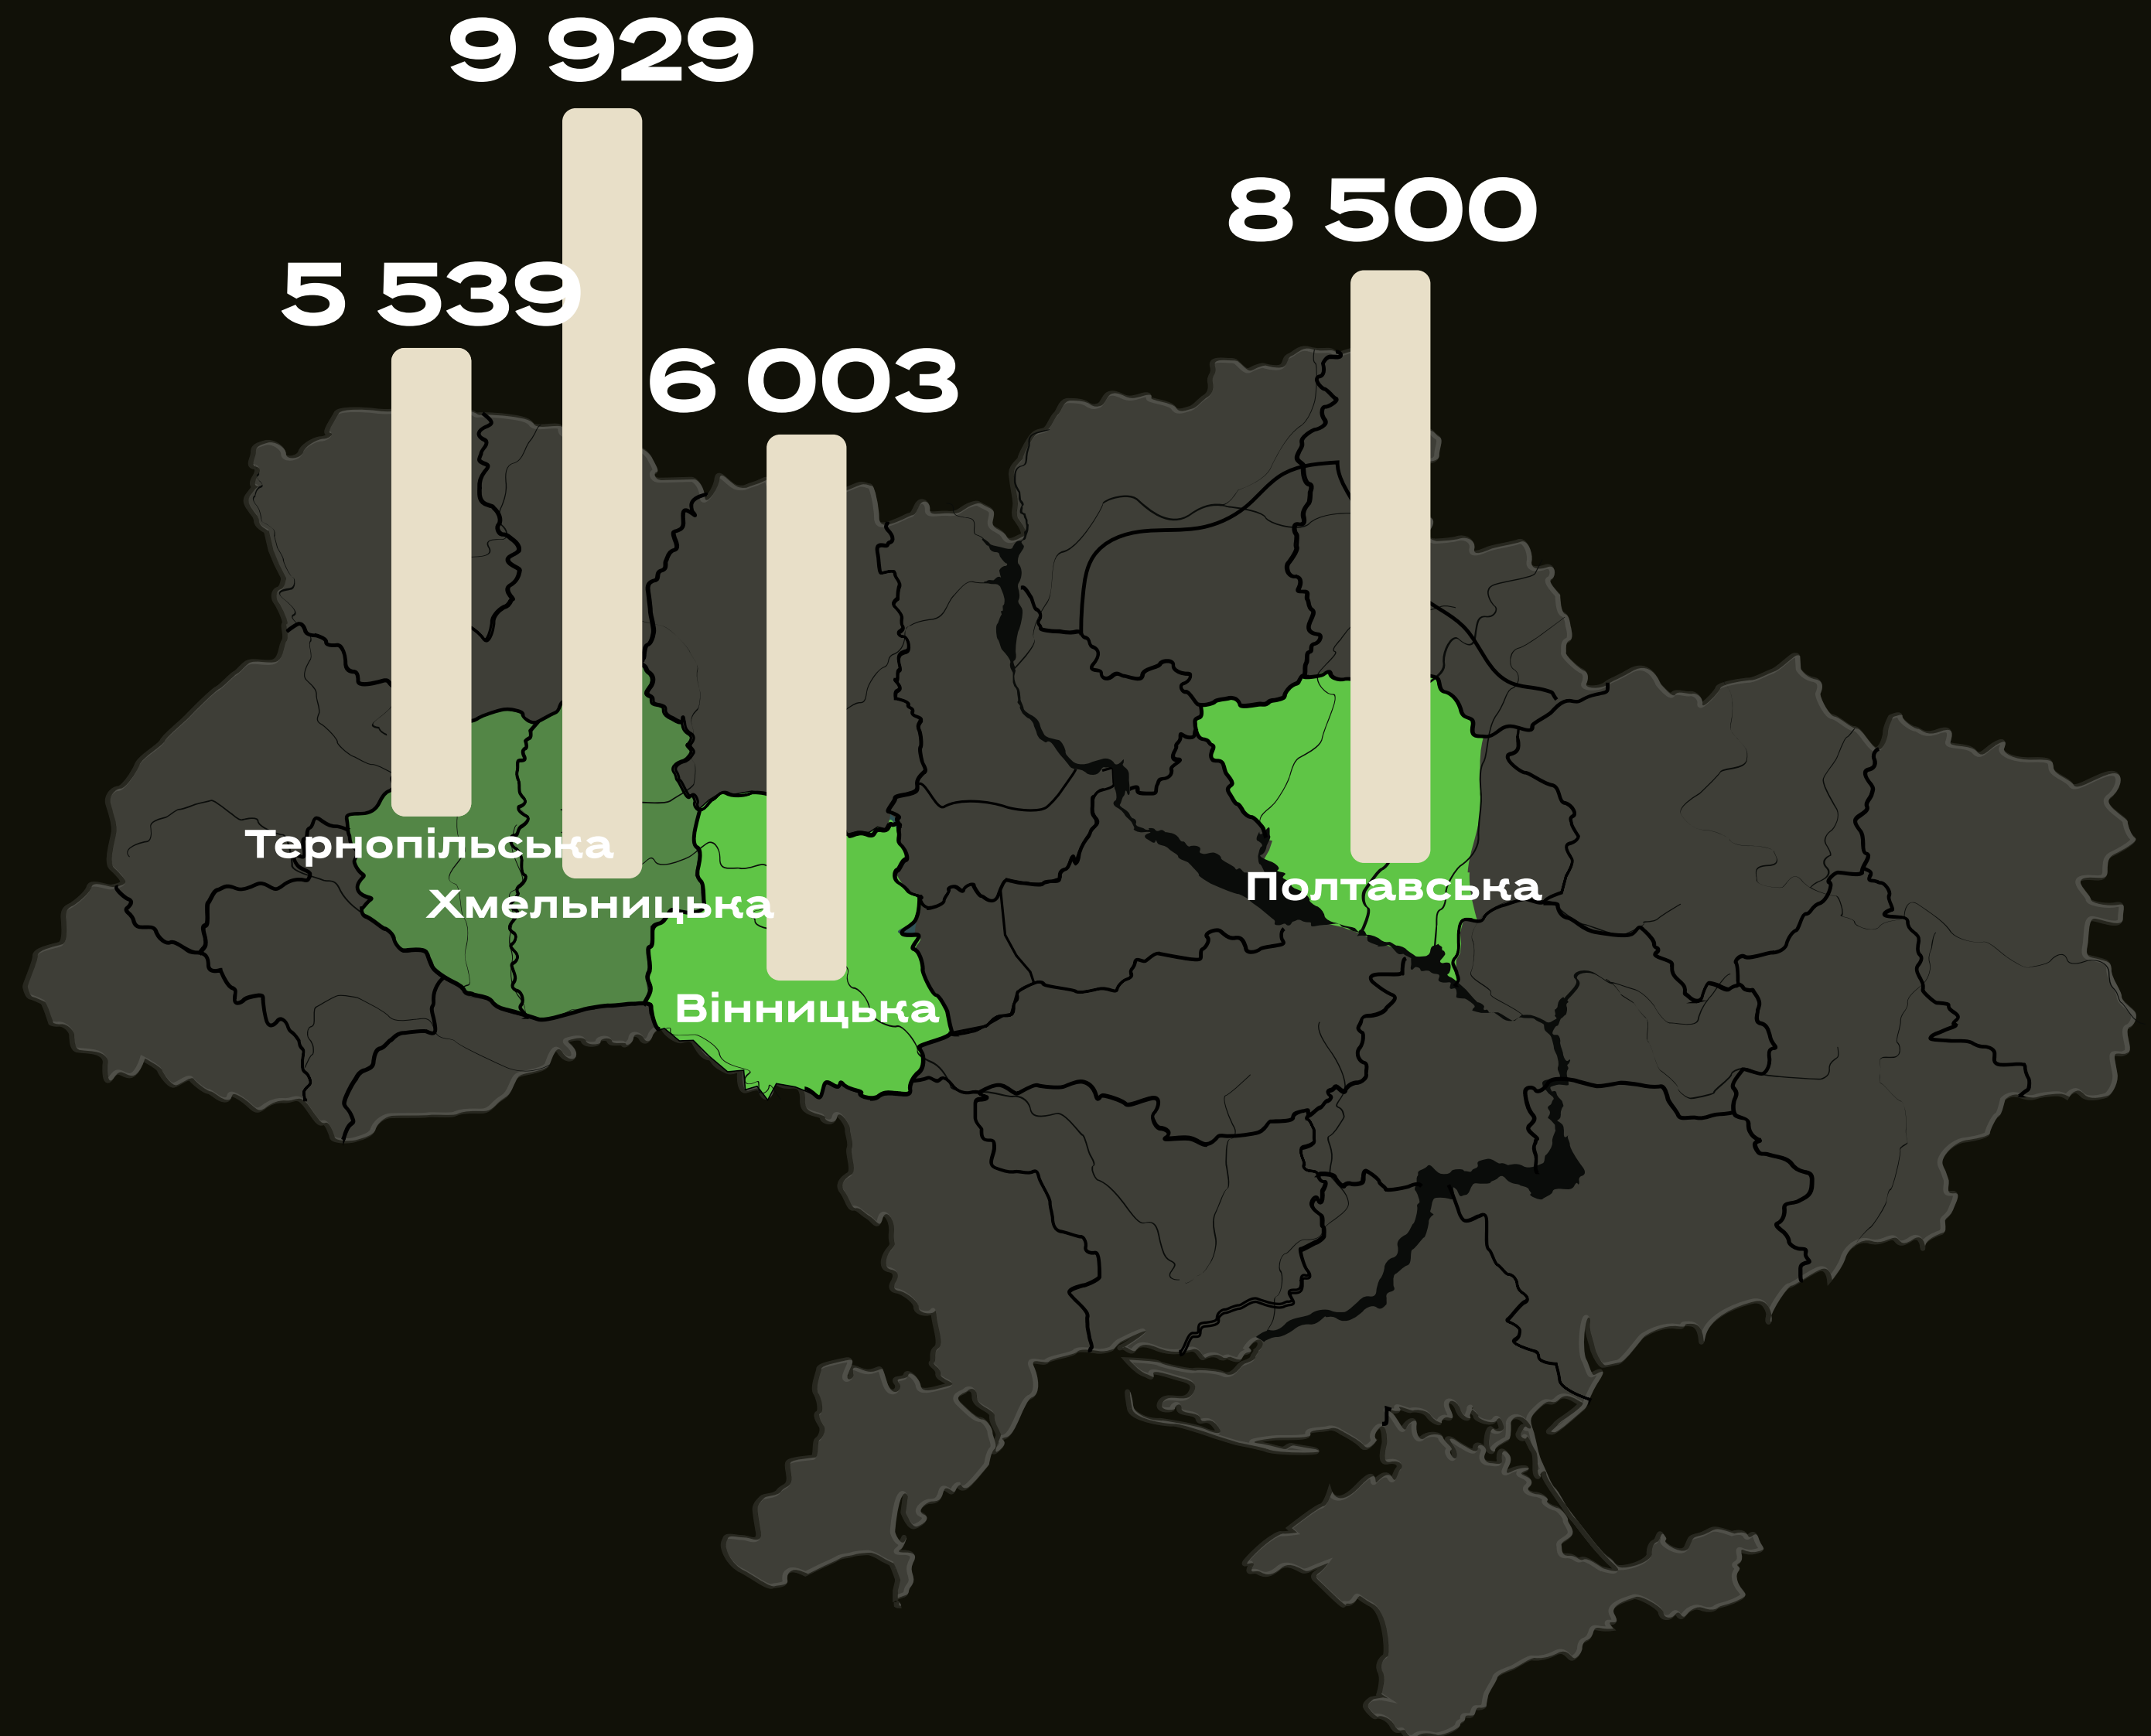 9 929
8 500
5 539
6 003
Тернопільська
Хмельницька
Полтавська
Вінницька